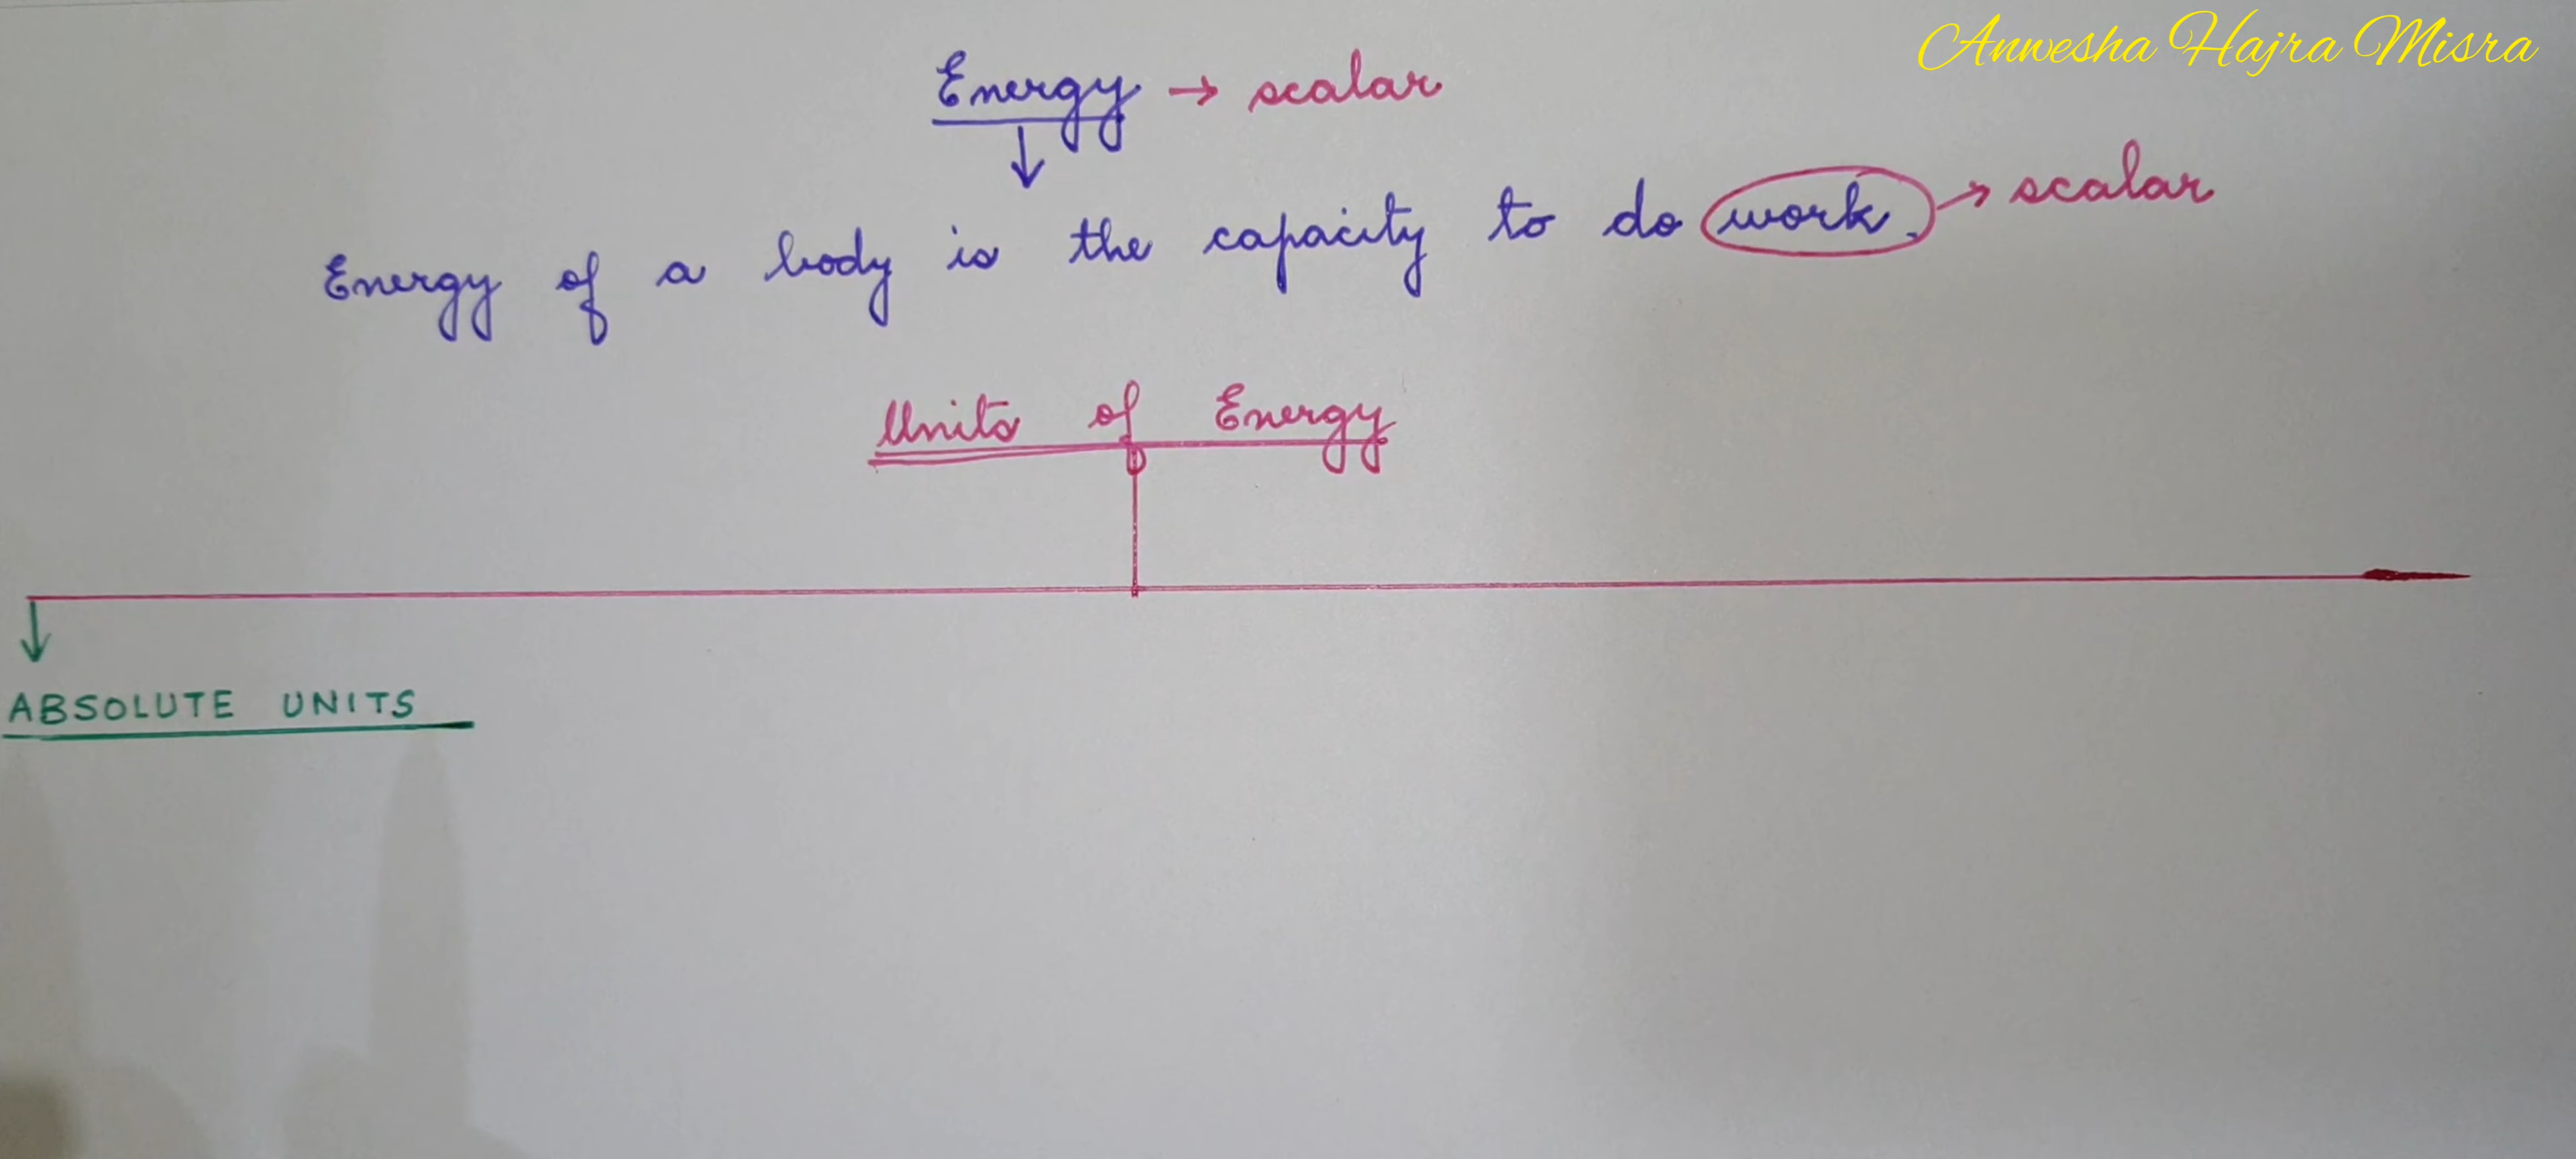 Anwesha Hajra Misra
Energy → scalar
↓
Energy of a body is the capacity to do work. → scalar
Units of Energy
↓
ABSOLUTE UNITS